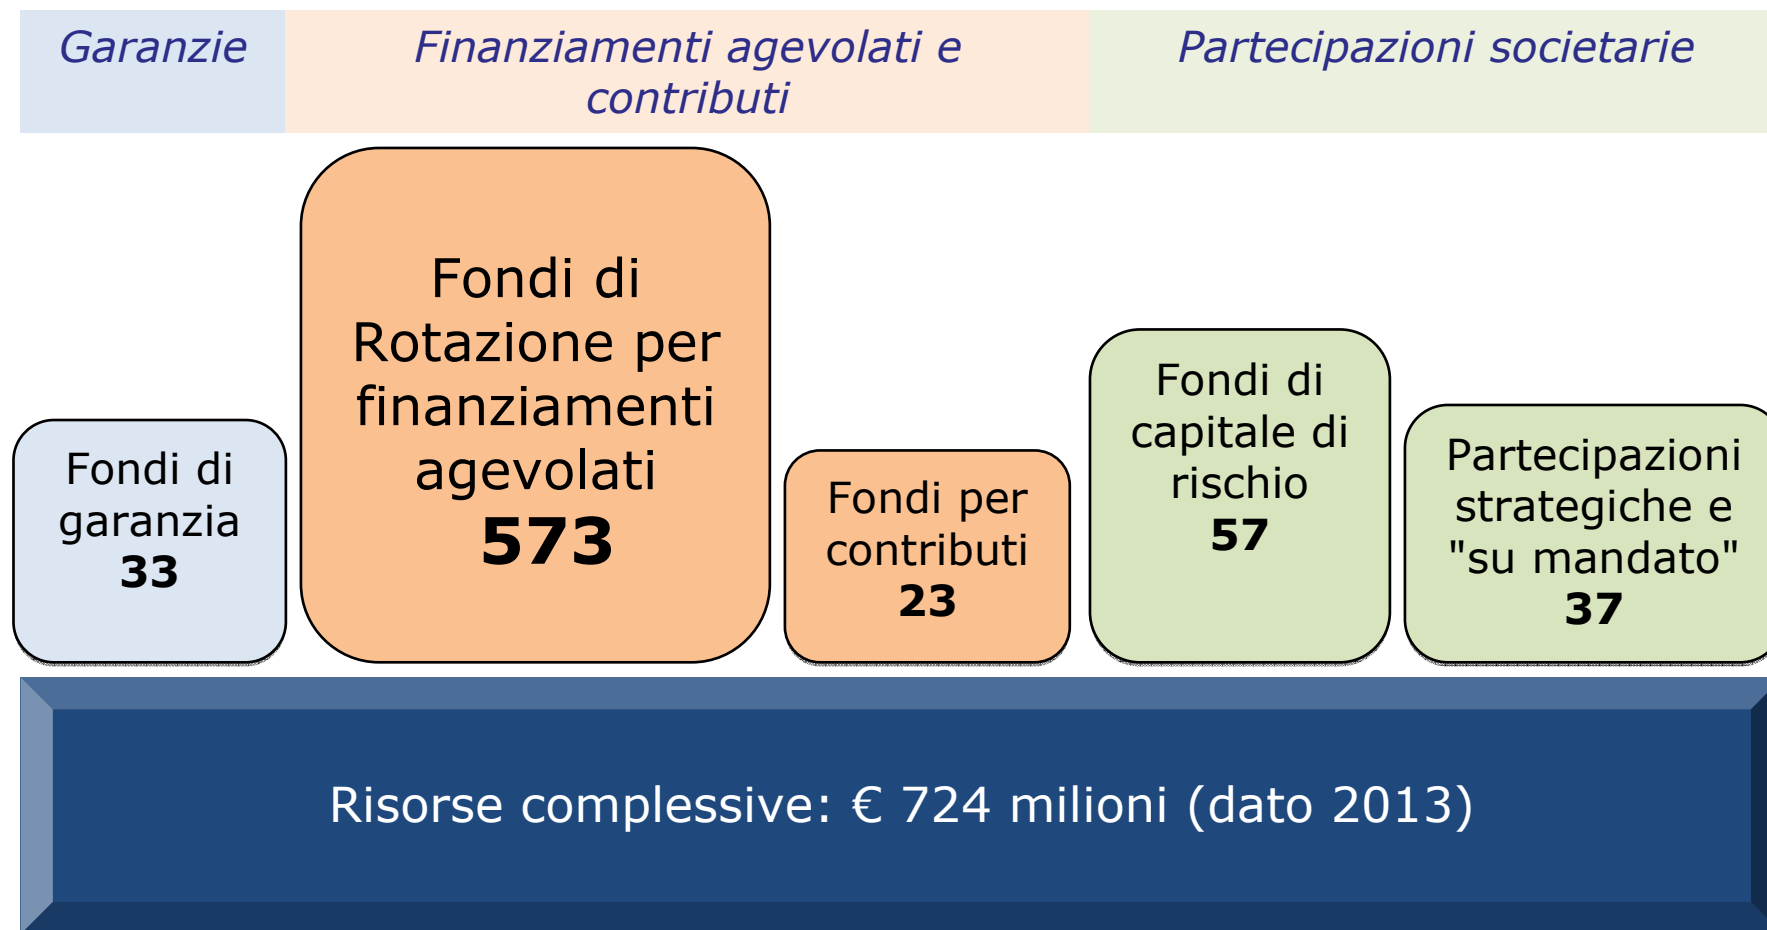 Garanzie
Finanziamenti agevolati e
contributi
Partecipazioni societarie
Fondi di
garanzia
33
Fondi di
Rotazione per
finanziamenti
agevolati
573
Fondi per
contributi
23
Fondi di
capitale di
rischio
57
Partecipazioni
strategiche e
"su mandato"
37
Risorse complessive: € 724 milioni (dato 2013)